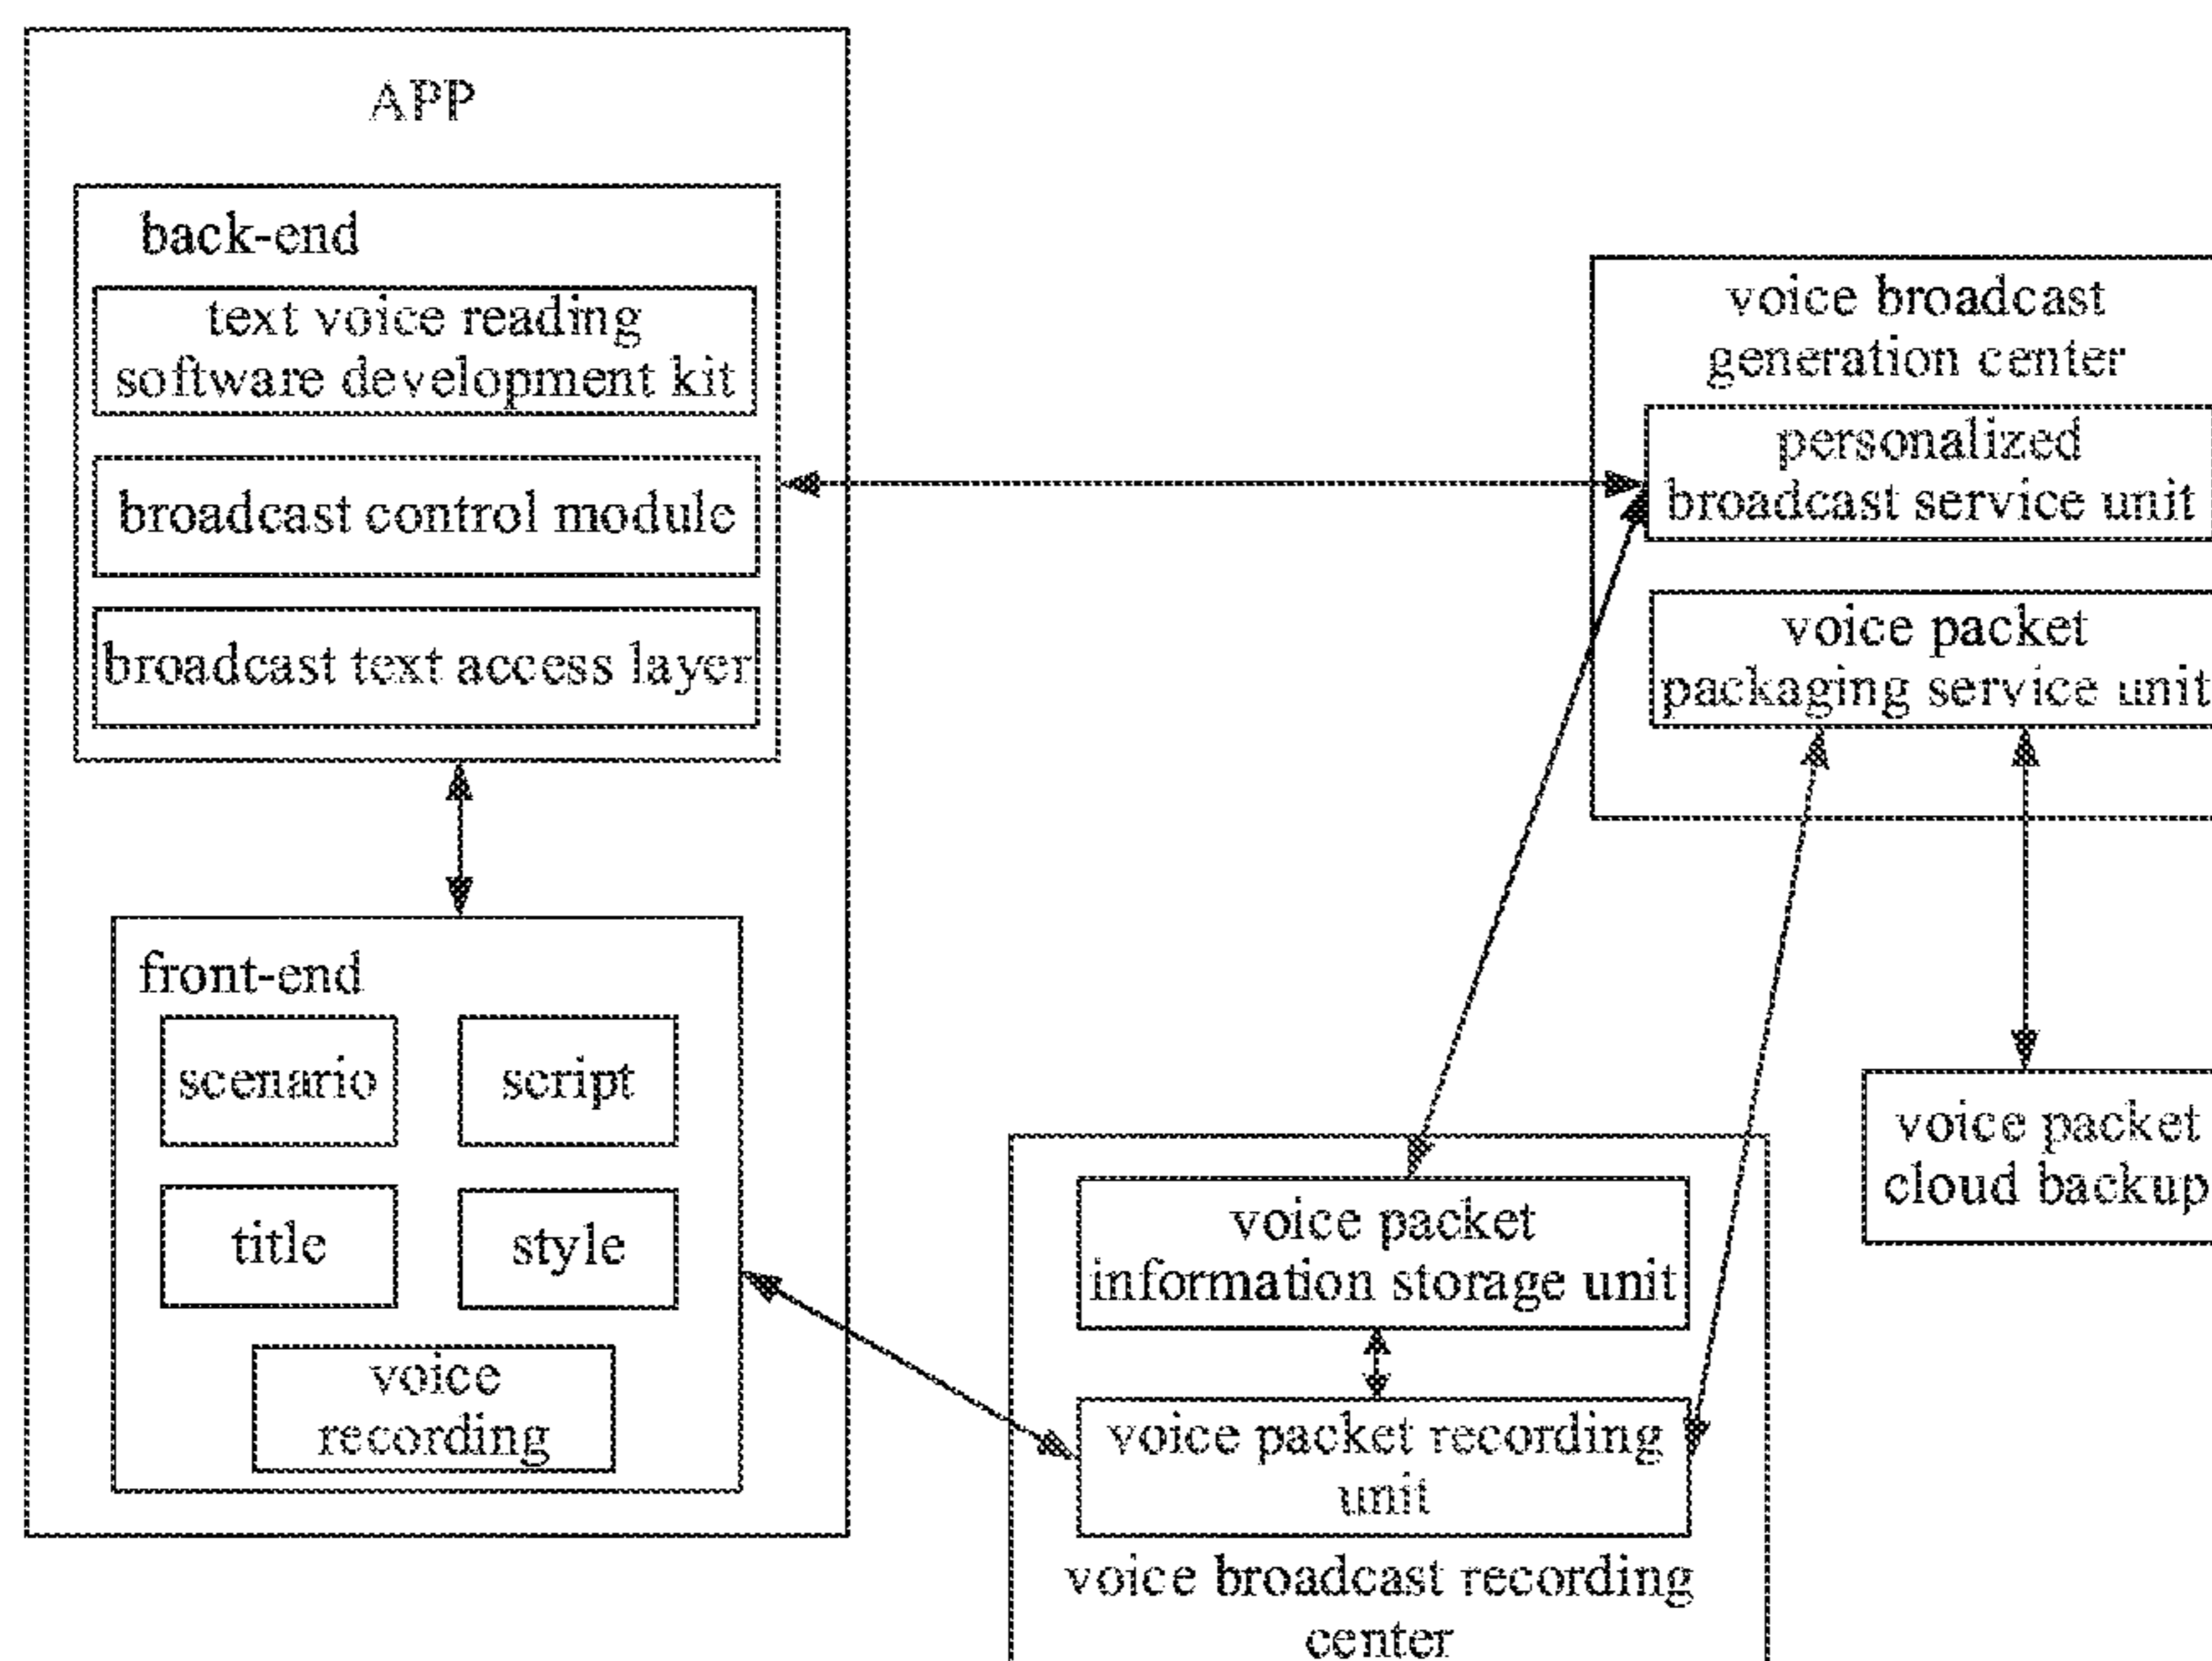 APP
back-end
text voice reading
software development kit
broadcast control module
broadcast text access layer
front-end
scenario
script
title
style
voice
recording
voice broadcast
generation center
personalized
broadcast service unit
voice packet
packaging service unit
voice packet
cloud backup
voice packet
information storage unit
voice packet recording
unit
voice broadcast recording
center